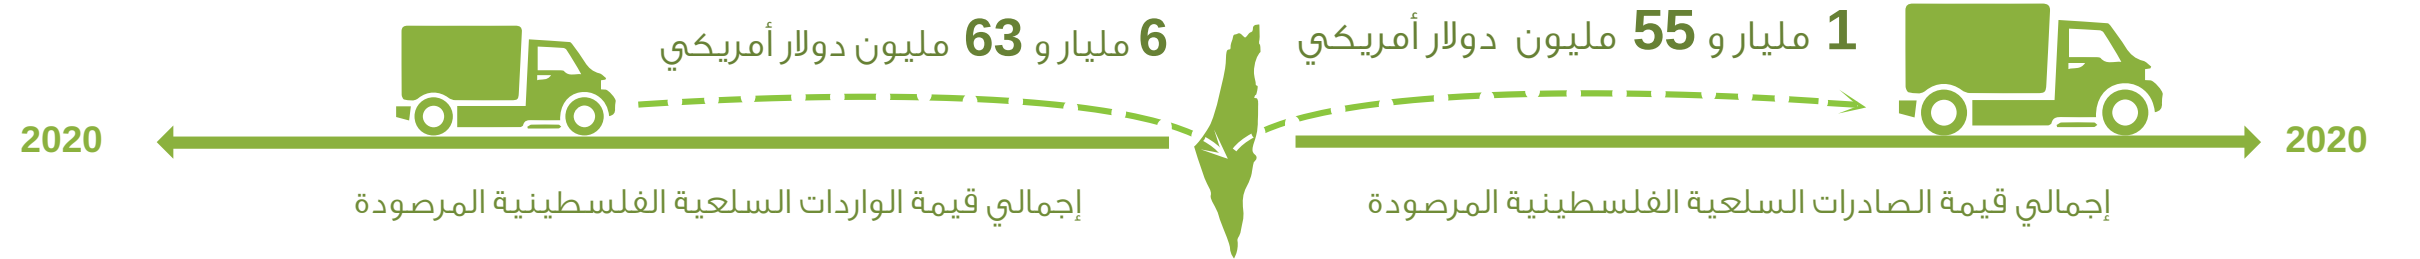 1 مليار و 55 مليون دولار أمريكي
2020
إجمالي قيمة الصادرات السلعية الفلسطينية المرصودة
6 مليار و 63 مليون دولار أمريكي
2020
إجمالي قيمة الواردات السلعية الفلسطينية المرصودة